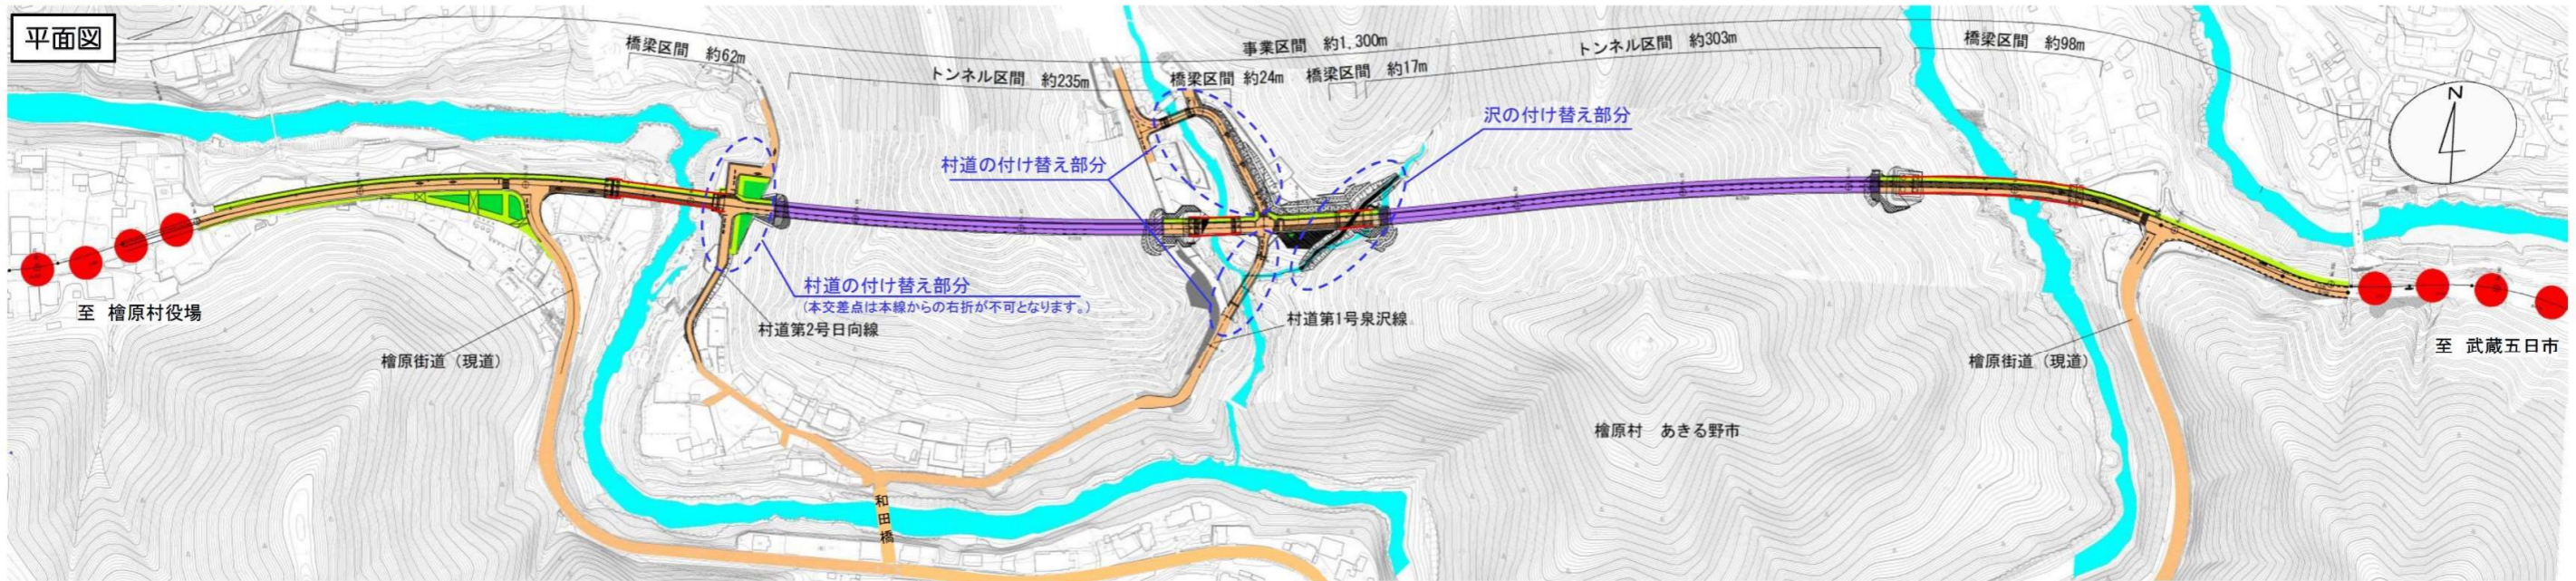 平面図
橋梁区間 約62m
トンネル区間 約235m
橋梁区間 約24m
事業区間 約1,300m
橋梁区間 約17m
トンネル区間 約303m
橋梁区間 約98m
N
沢の付け替え部分
村道の付け替え部分
村道の付け替え部分
(本交差点は本線からの右折が不可となります。)
至 檜原村役場
村道第2号日向線
村道第1号泉沢線
檜原街道（現道）
檜原街道（現道）
至 武蔵五日市
檜原村 あきる野市
和田橋